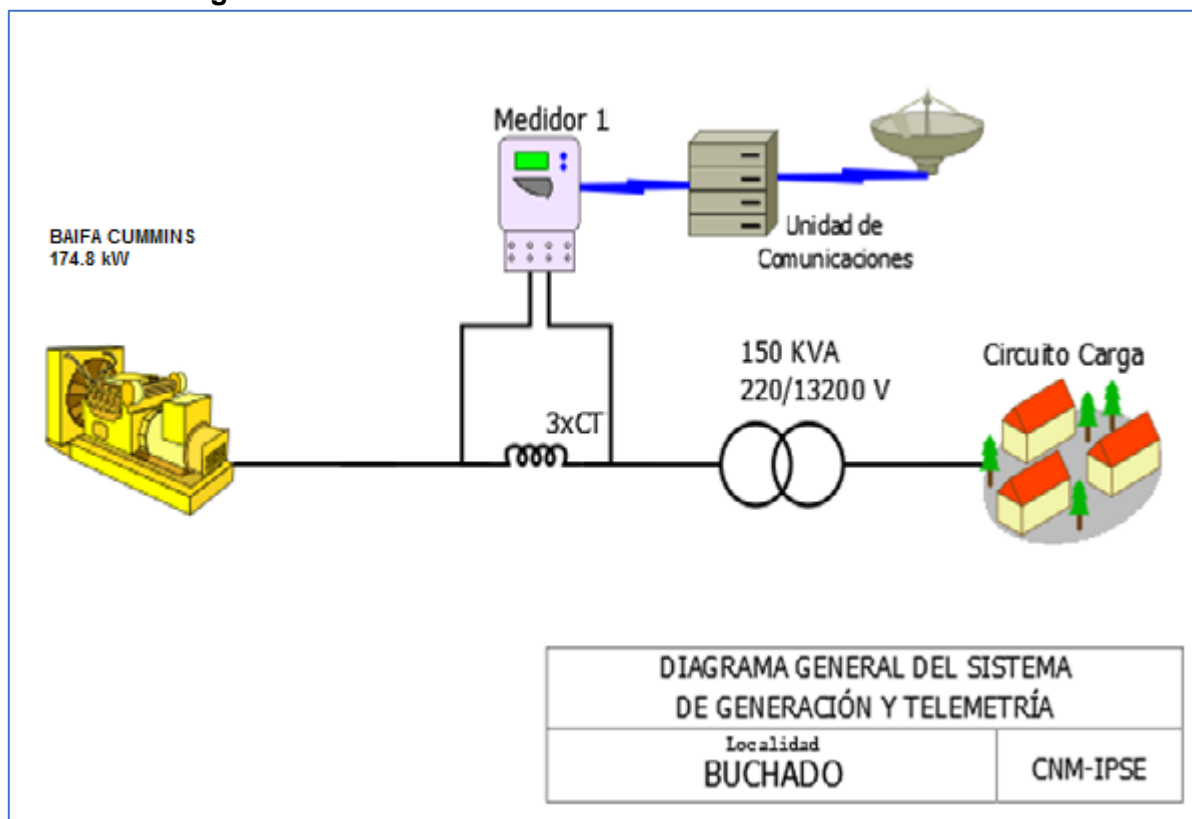 Medidor 1
BAIFA CUMMINS
174.8 kW
Unidad de
Comunicaciones
150 KVA
220/13200 V
Circuito Carga
3xCT
DIAGRAMA GENERAL DEL SISTEMA
DE GENERACIÓN Y TELEMETRÍA
Localidad
BUCHADO
CNM-IPSE